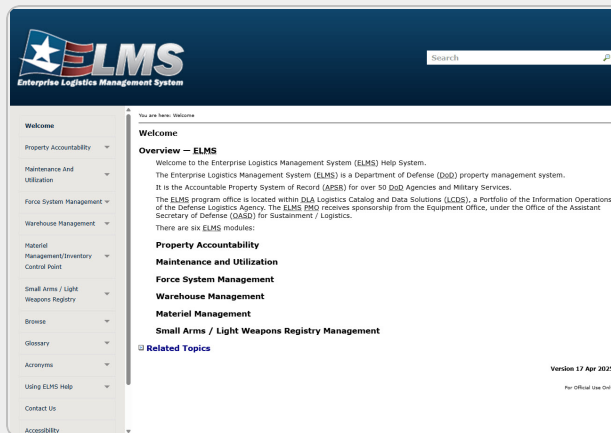 ELMS
Enterprise Logistics Management System
Search
You are here: Welcome
Welcome
Property Accountability
Maintenance And
Utilization
Force System Management
Warehouse Management
Materiel
Management/Inventory
Control Point
Small Arms / Light
Weapons Registry
Browse
Glossary
Acronyms
Using ELMS Help
Contact Us
Accessibility
Welcome
Overview — ELMS
Welcome to the Enterprise Logistics Management System (ELMS) Help System.
The Enterprise Logistics Management System (ELMS) is a Department of Defense (DoD) property management system.
It is the Accountable Property System of Record (APSR) for over 50 DoD Agencies and Military Services.
The ELMS program office is located within DLA Logistics Catalog and Data Solutions (LCDS), a Portfolio of the Information Operations
of the Defense Logistics Agency. The ELMS PMO receives sponsorship from the Equipment Office, under the Office of the Assistant
Secretary of Defense (OASD) for Sustainment / Logistics.
There are six ELMS modules:
Property Accountability
Maintenance and Utilization
Force System Management
Warehouse Management
Materiel Management
Small Arms / Light Weapons Registry Management
Related Topics
Version 17 Apr 2025
For Official Use Onl